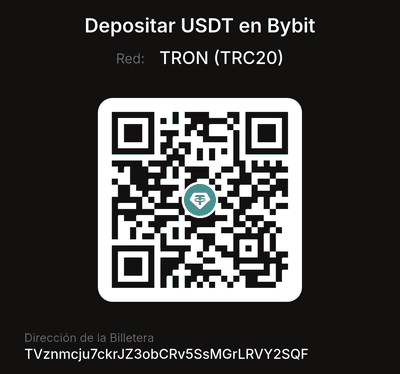 Depositar USDT en Bybit
Red: TRON (TRC20)
Dirección de la Billetera
TVznmcju7ckrJZ3obCRv5SsMGrLRVY2SQF